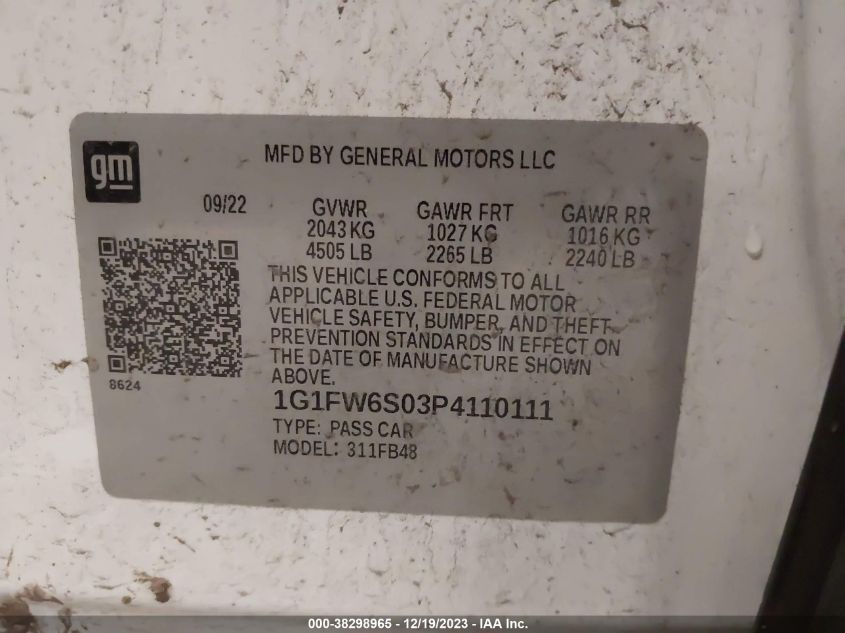 gm
MFD BY GENERAL MOTORS LLC
09/22
GVWR GAWR FRT GAWR RR
2043 KG 1027 KG 1016 KG
4505 LB 2265 LB 2240 LB
THIS VEHICLE CONFORMS TO ALL
APPLICABLE U.S. FEDERAL MOTOR
VEHICLE SAFETY, BUMPER, AND THEFT
PREVENTION STANDARDS IN EFFECT ON
THE DATE OF MANUFACTURE SHOWN
ABOVE.
8624
1G1FW6S03P4110111
TYPE: PASS CAR
MODEL: 311FB48
000-38298965 - 12/19/2023 - IAA Inc.